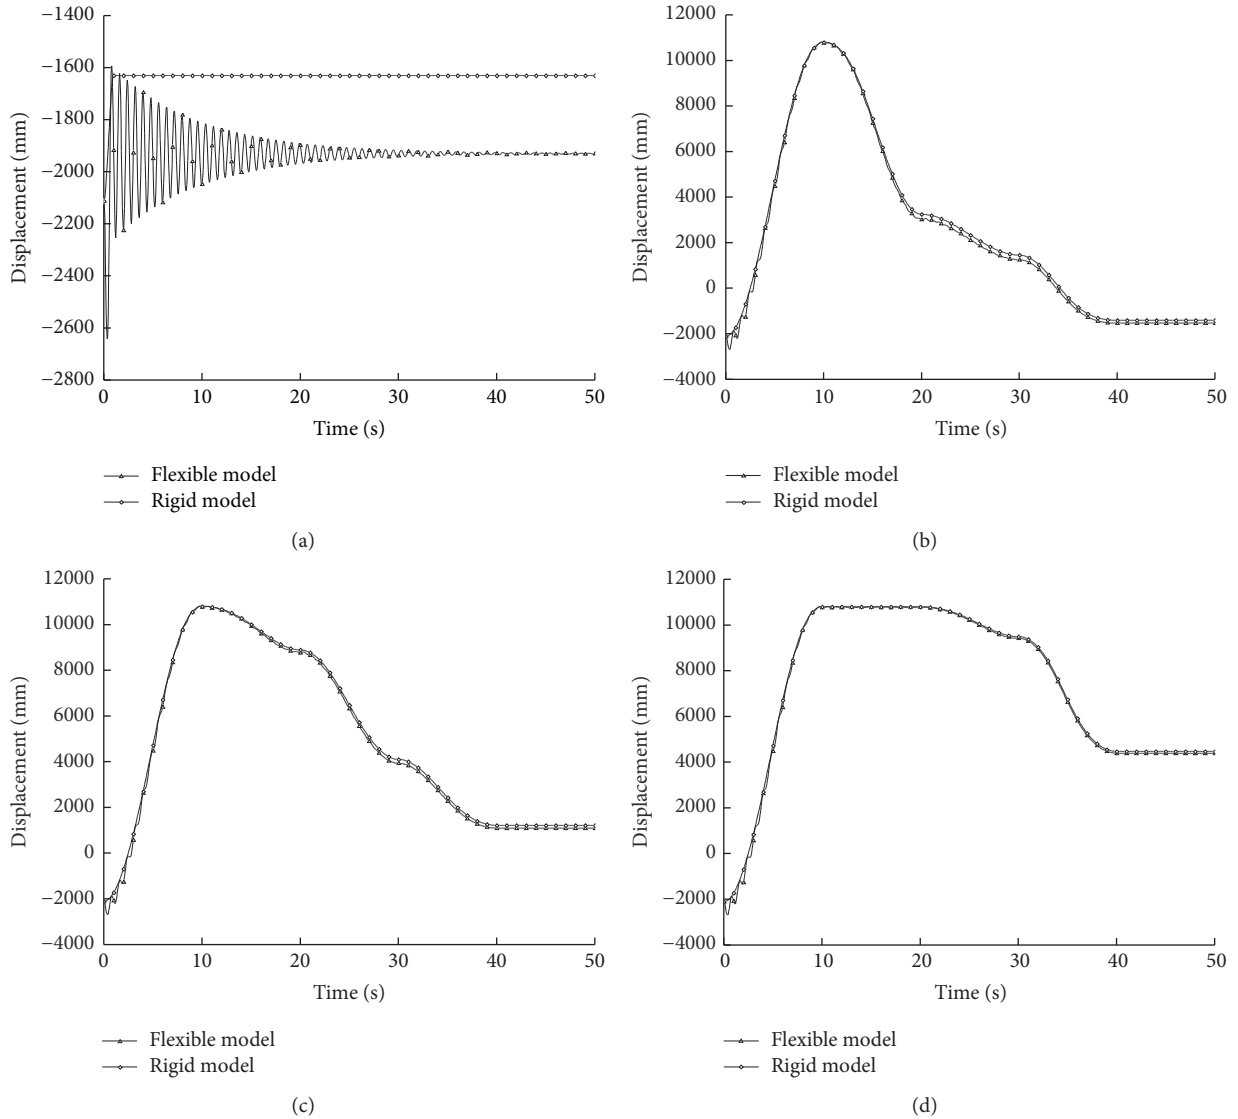 −1400
−1600
−1800
−2000
−2200
−2400
−2600
−2800
Displacement (mm)
0 10 20 30 40 50
Time (s)
Flexible model
Rigid model
(a)
12000
10000
8000
6000
4000
2000
0
−2000
−4000
Displacement (mm)
0 10 20 30 40 50
Time (s)
Flexible model
Rigid model
(b)
12000
10000
8000
6000
4000
2000
0
−2000
−4000
Displacement (mm)
0 10 20 30 40 50
Time (s)
Flexible model
Rigid model
(c)
12000
10000
8000
6000
4000
2000
0
−2000
−4000
Displacement (mm)
0 10 20 30 40 50
Time (s)
Flexible model
Rigid model
(d)